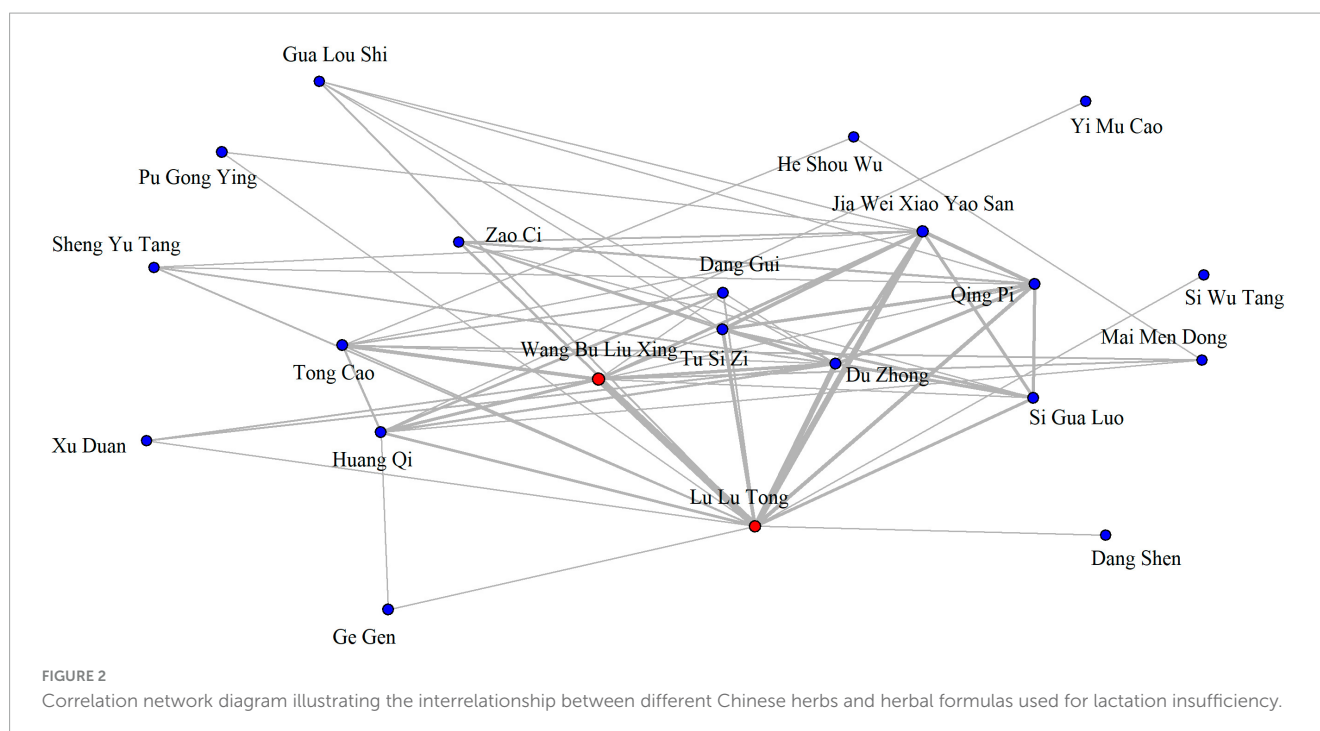 Gua Lou Shi
Yi Mu Cao
He Shou Wu
Pu Gong Ying
Jia Wei Xiao Yao San
Zao Ci
Sheng Yu Tang
Dang Gui
Qing Pi
Si Wu Tang
Mai Men Dong
Wang Bu Liu Xing
Tu Si Zi
Tong Cao
Du Zhong
Si Gua Luo
Xu Duan
Huang Qi
Lu Lu Tong
Dang Shen
Ge Gen
FIGURE 2
Correlation network diagram illustrating the interrelationship between different Chinese herbs and herbal formulas used for lactation insufficiency.